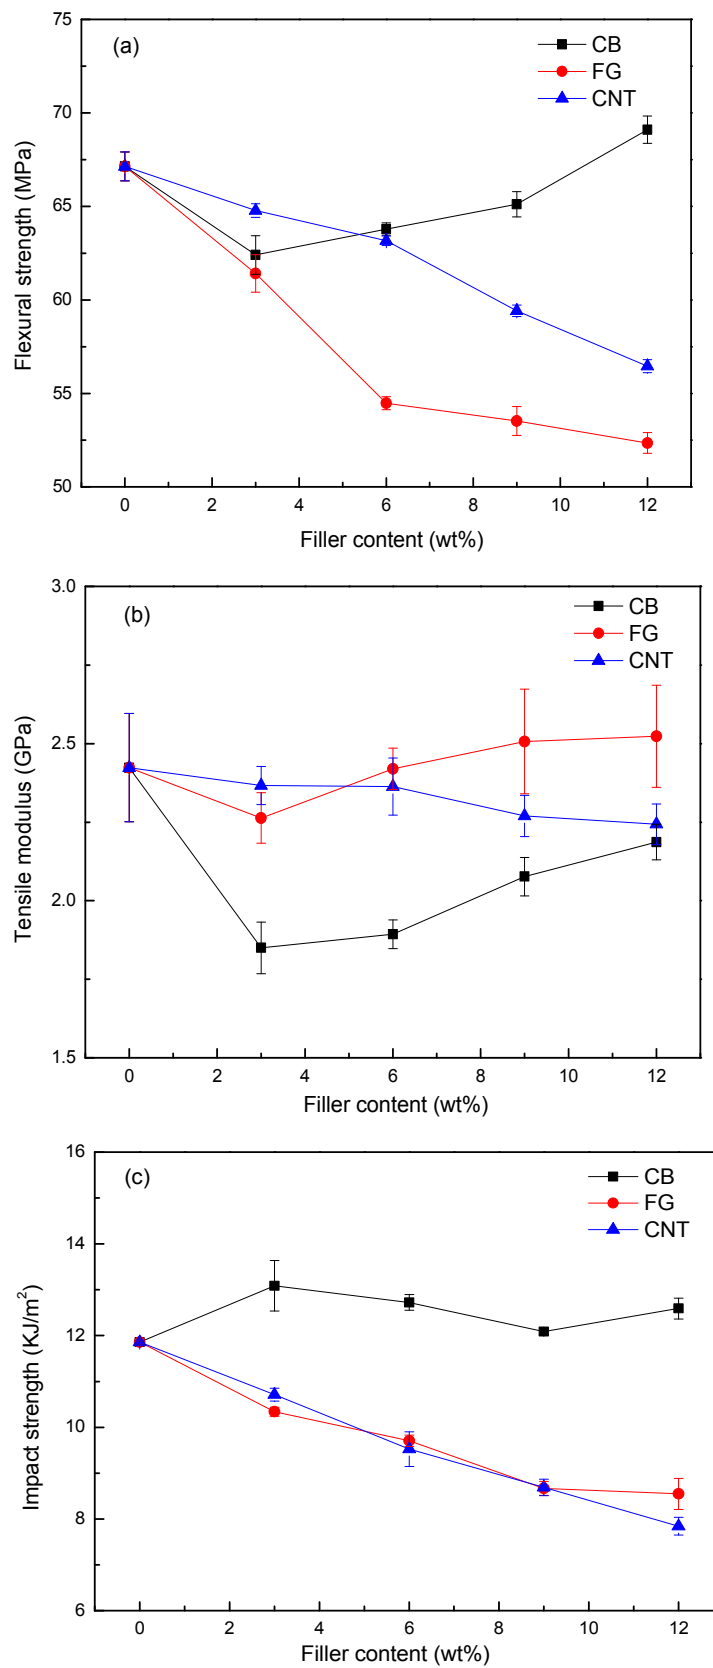 75
(a)
CB
FG
CNT
70
65
60
55
50
Flexural strength (MPa)
0 2 4 6 8 10 12
Filler content (wt%)
3.0
(b)
CB
FG
CNT
2.5
2.0
1.5
Tensile modulus (GPa)
0 2 4 6 8 10 12
Filler content (wt%)
16
(c)
CB
FG
CNT
14
12
10
8
6
Impact strength (KJ/m²)
0 2 4 6 8 10 12
Filler content (wt%)